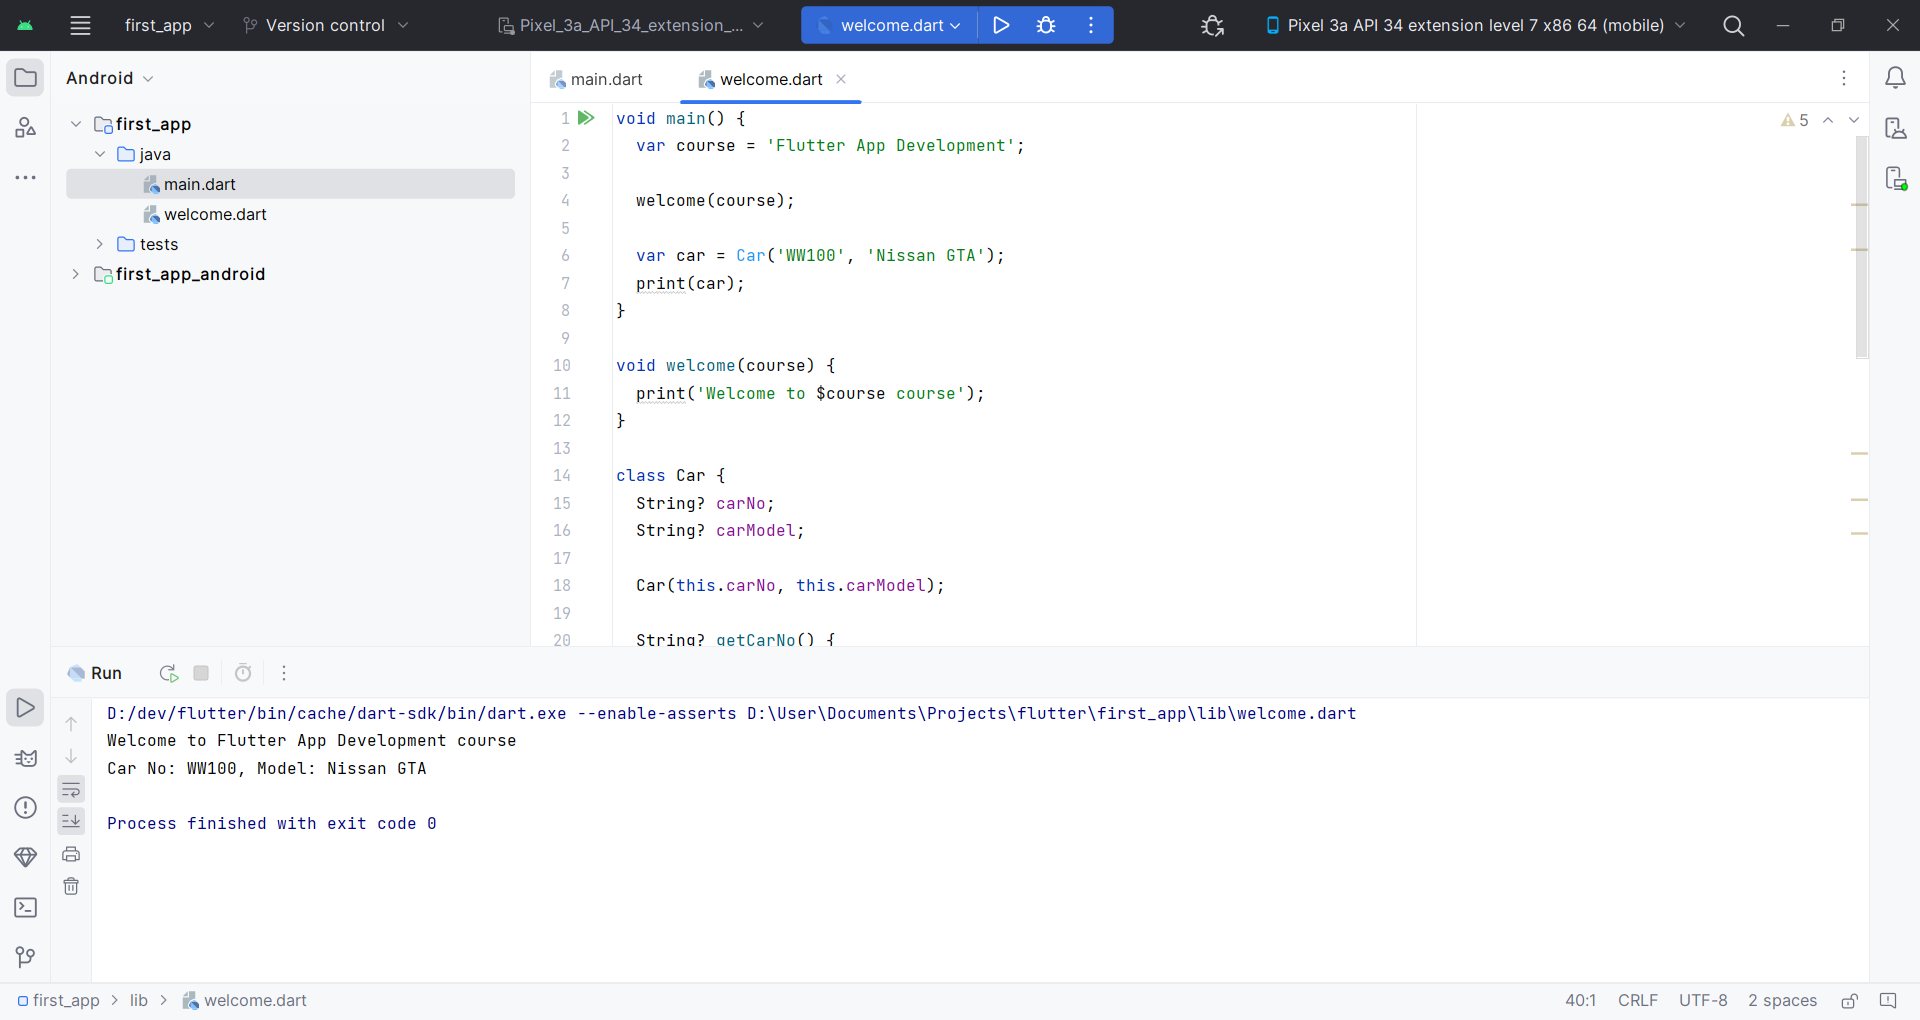 first_app
Version control
Pixel_3a_API_34_extension_...
welcome.dart
Pixel 3a API 34 extension level 7 x86 64 (mobile)
Android
first_app
java
main.dart
welcome.dart
tests
first_app_android
main.dart
welcome.dart
5
1 void main() {
2 var course = 'Flutter App Development';
3
4 welcome(course);
5
6 var car = Car('WW100', 'Nissan GTA');
7 print(car);
8 }
9
10 void welcome(course) {
11 print('Welcome to $course course');
12 }
13
14 class Car {
15 String? carNo;
16 String? carModel;
17
18 Car(this.carNo, this.carModel);
19
20 String? getCarNo() {
Run
D:/dev/flutter/bin/cache/dart-sdk/bin/dart.exe --enable-asserts D:\User\Documents\Projects\flutter\first_app\lib\welcome.dart
Welcome to Flutter App Development course
Car No: WW100, Model: Nissan GTA
Process finished with exit code 0
first_app > lib > welcome.dart
40:1 CRLF UTF-8 2 spaces